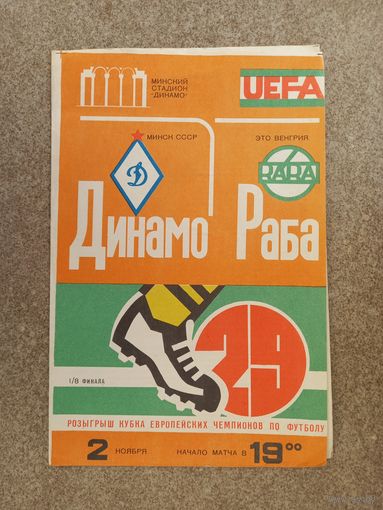 МИНСКИЙ
СТАДИОН
"ДИНАМО"
UEFA
МИНСК СССР
ЭТО ВЕНГРИЯ
Д
RÁBA
Динамо Раба
29
1/8 ФИНАЛА
РОЗЫГРЫШ КУБКА ЕВРОПЕЙСКИХ ЧЕМПИОНОВ ПО ФУТБОЛУ
2 НОЯБРЯ НАЧАЛО МАТЧА В 19⁰⁰